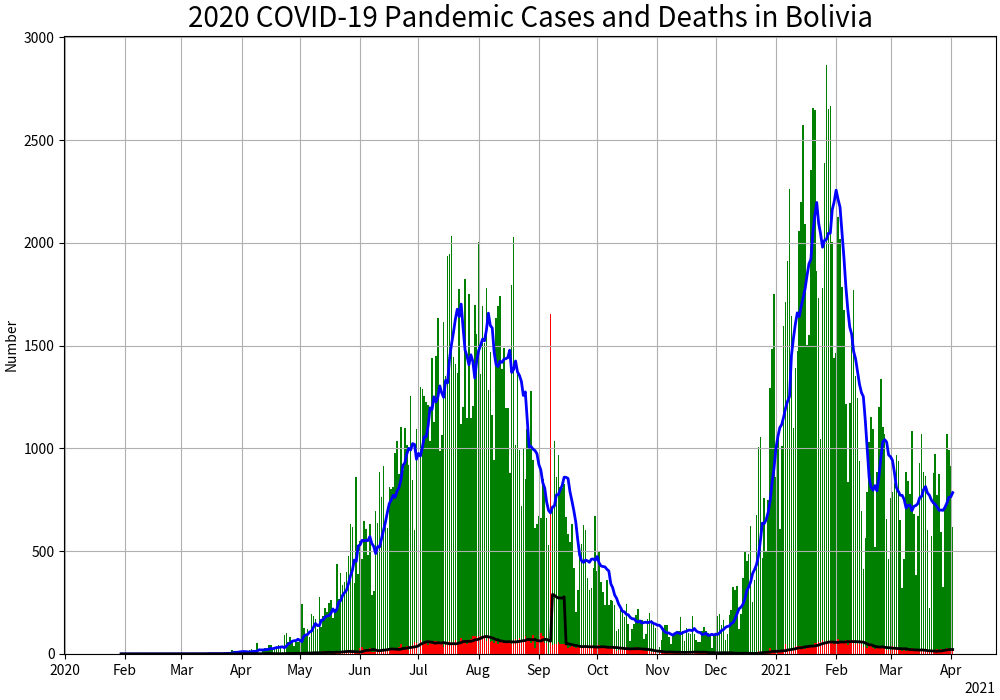 2020 COVID-19 Pandemic Cases and Deaths in Bolivia
Number
3000
2500
2000
1500
1000
500
0
2020 Feb Mar Apr May Jun Jul Aug Sep Oct Nov Dec 2021 Feb Mar Apr
2021